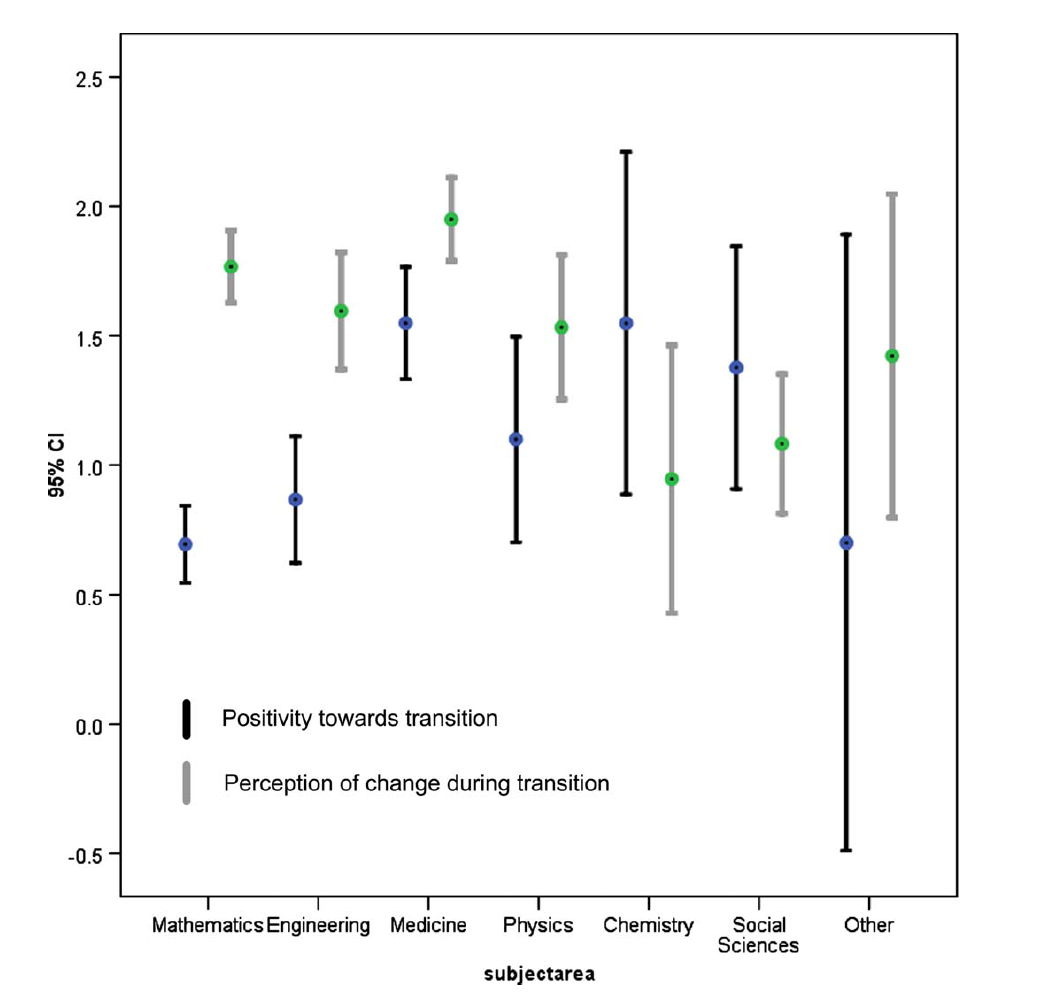 2.5
2.0
1.5
1.0
0.5
0.0
-0.5
95% CI
Positivity towards transition
Perception of change during transition
Mathematics Engineering Medicine Physics Chemistry Social Sciences Other
subjectarea